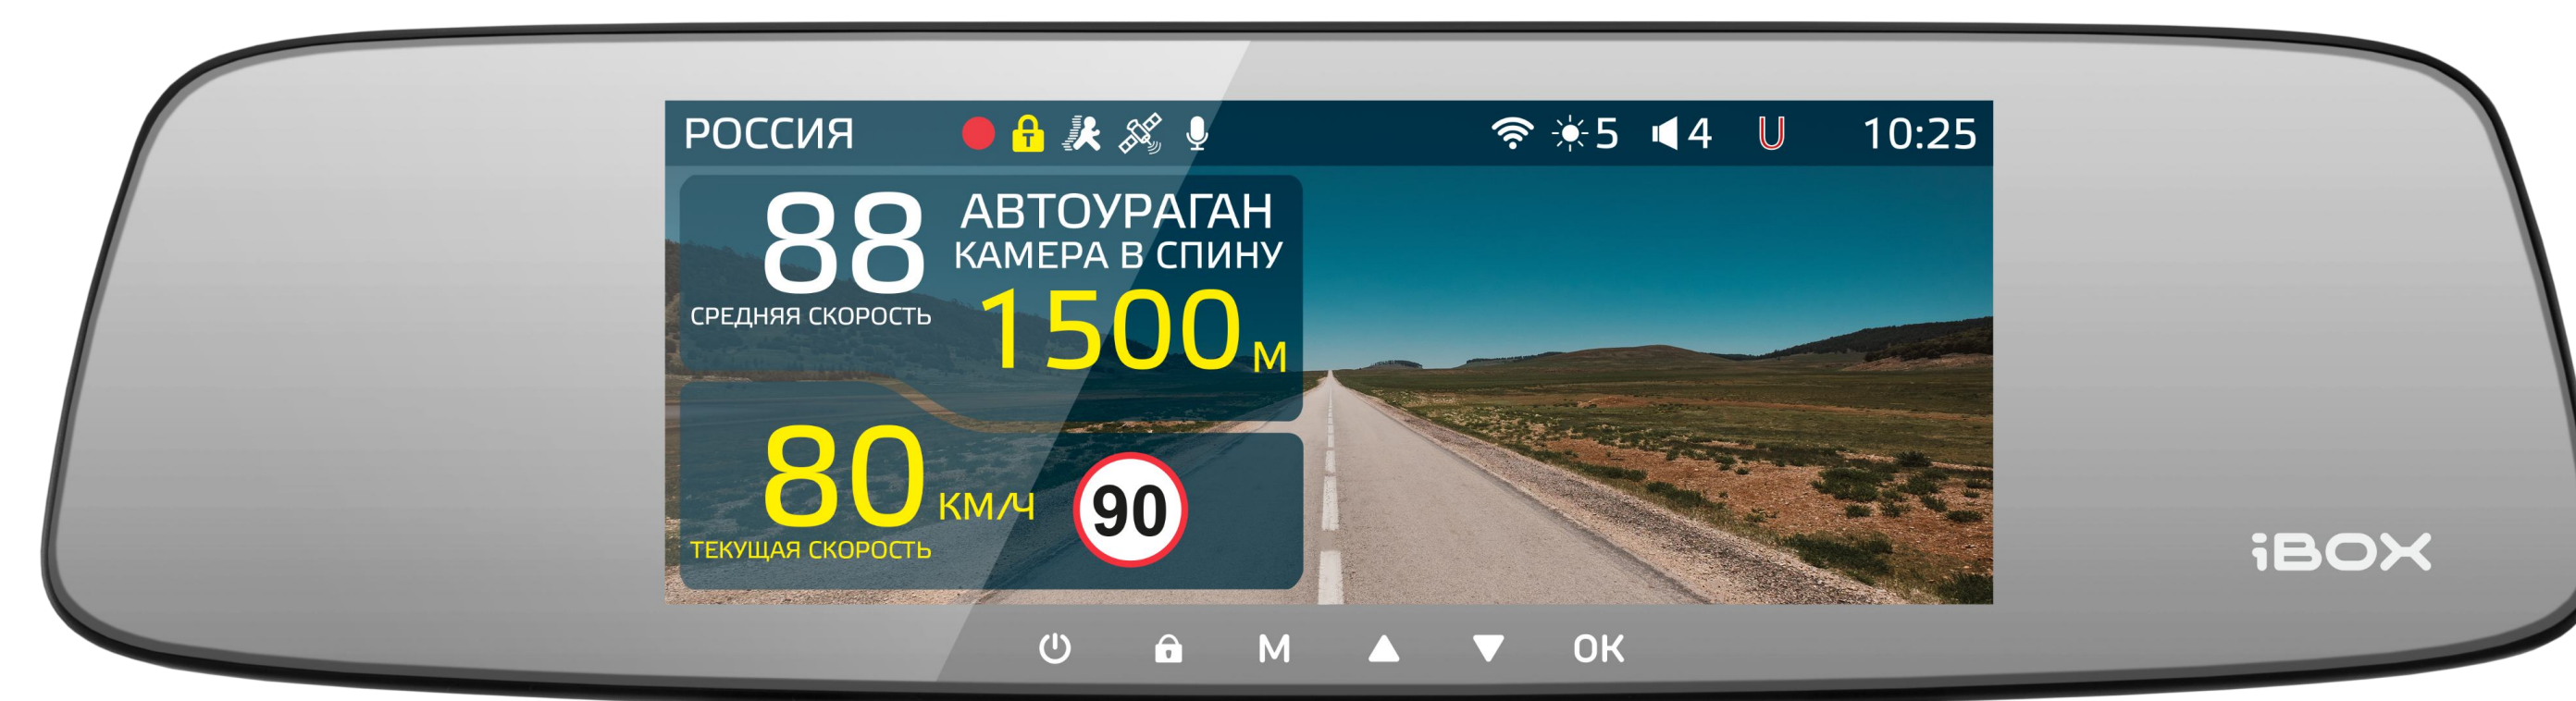 РОССИЯ 5 4 U 10:25
88 АВТОУРАГАН
КАМЕРА В СПИНУ
СРЕДНЯЯ СКОРОСТЬ 1500 М
80 КМ/Ч 90
ТЕКУЩАЯ СКОРОСТЬ
iBOX
M OK